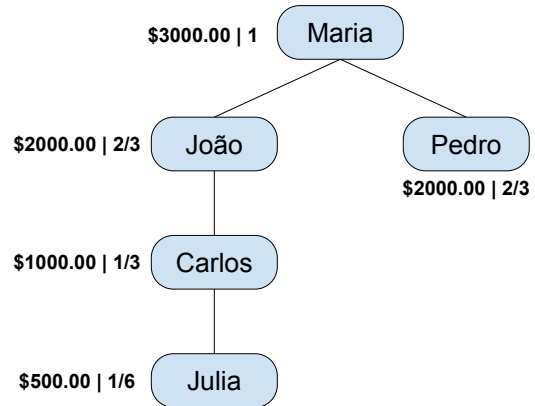 $3000.00 | 1 Maria
$2000.00 | 2/3 João Pedro
$2000.00 | 2/3
$1000.00 | 1/3 Carlos
$500.00 | 1/6 Julia